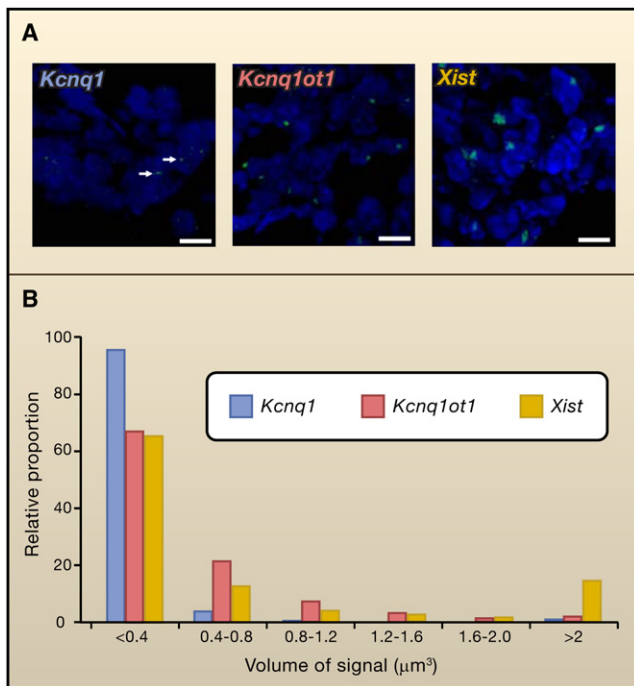 A
Kcnq1
Kcnq1ot1
Xist
B
100
80
60
40
20
0
Relative proportion
Kcnq1
Kcnq1ot1
Xist
<0.4
0.4-0.8
0.8-1.2
1.2-1.6
1.6-2.0
>2
Volume of signal (μm³)